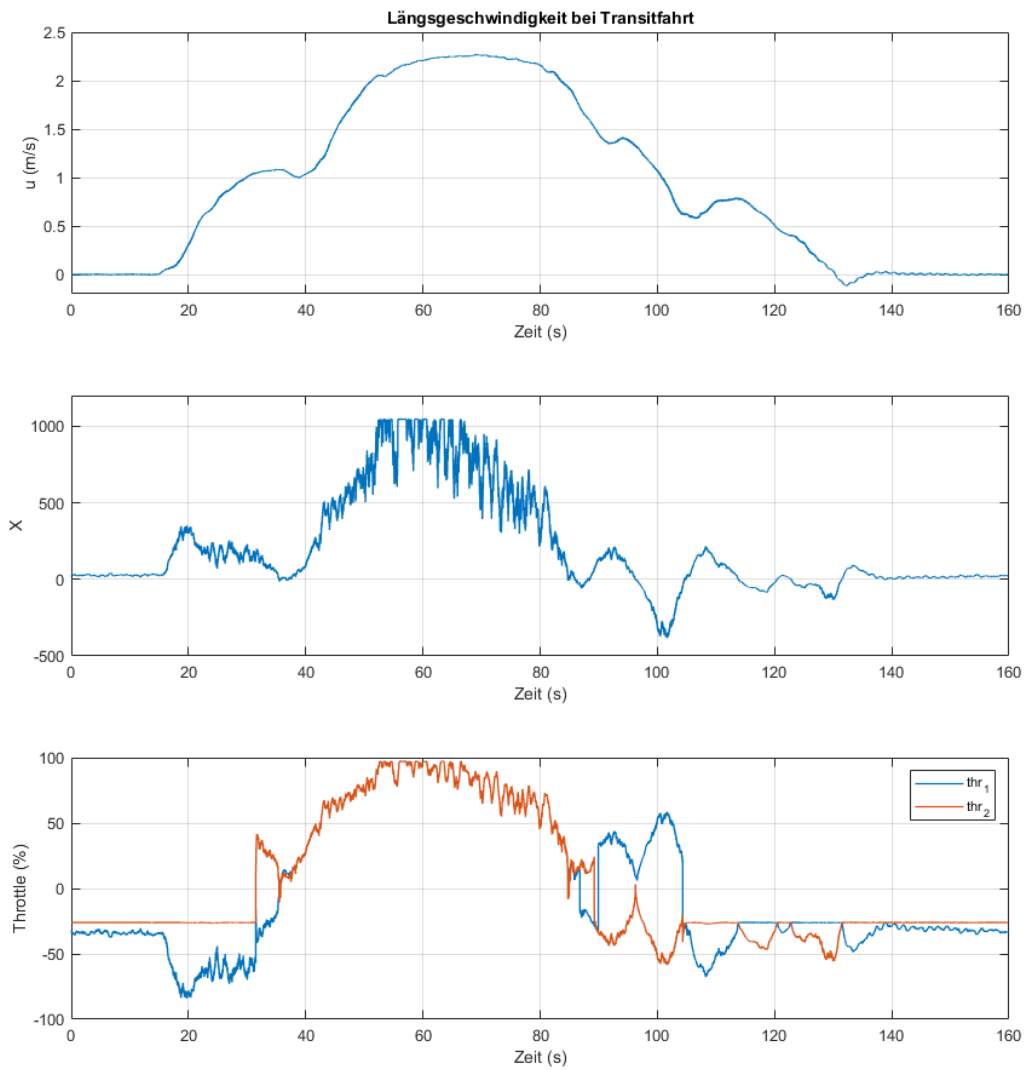 Längsgeschwindigkeit bei Transitfahrt
2.5
2
1.5
1
0.5
0
u (m/s)
0 20 40 60 80 100 120 140 160
Zeit (s)
1000
500
0
-500
X
0 20 40 60 80 100 120 140 160
Zeit (s)
100
50
0
-50
-100
Throttle (%)
thr1
thr2
0 20 40 60 80 100 120 140 160
Zeit (s)